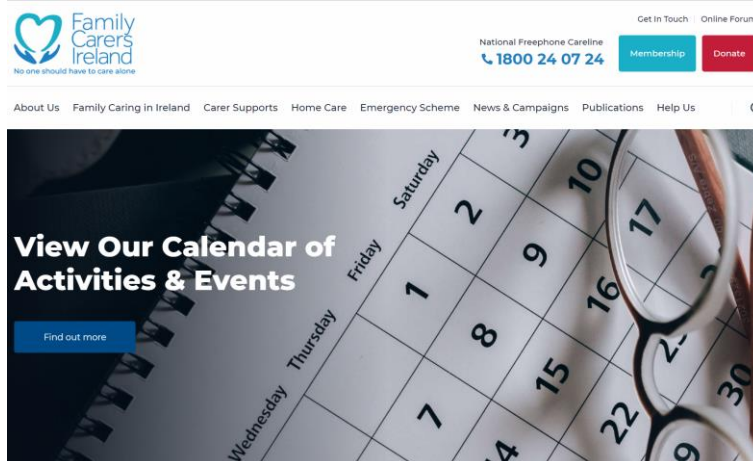 Family
Carers
Ireland
No one should have to care alone
Get In Touch
National Freephone Careline
1800 24 07 24
Membership
Donate
About Us Family Caring in Ireland Carer Supports Home Care Emergency Scheme News & Campaigns Publications Help Us
View Our Calendar of
Activities & Events
Find out more
Saturday
Friday
Thursday
Wednesday
3
10
17
2
9
16
1
8
15
22
7
30